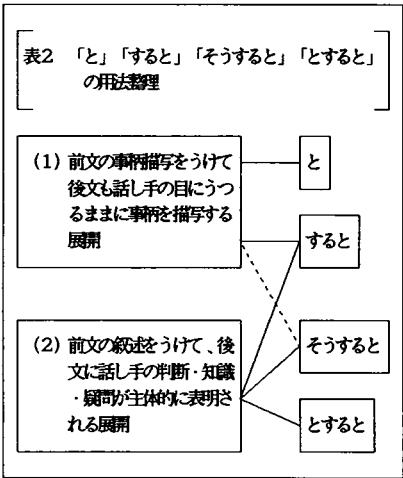 表2 「と」「すると」「そうすると」「とすると」
の用法整理
(1) 前文の事柄描写をうけて
後文も話し手の目にうつ
るままに事柄を描写する
展開
と
すると
(2) 前文の叙述をうけて、後
文に話し手の判断・知識
・疑問が主体的に表明さ
れる展開
そうすると
とすると